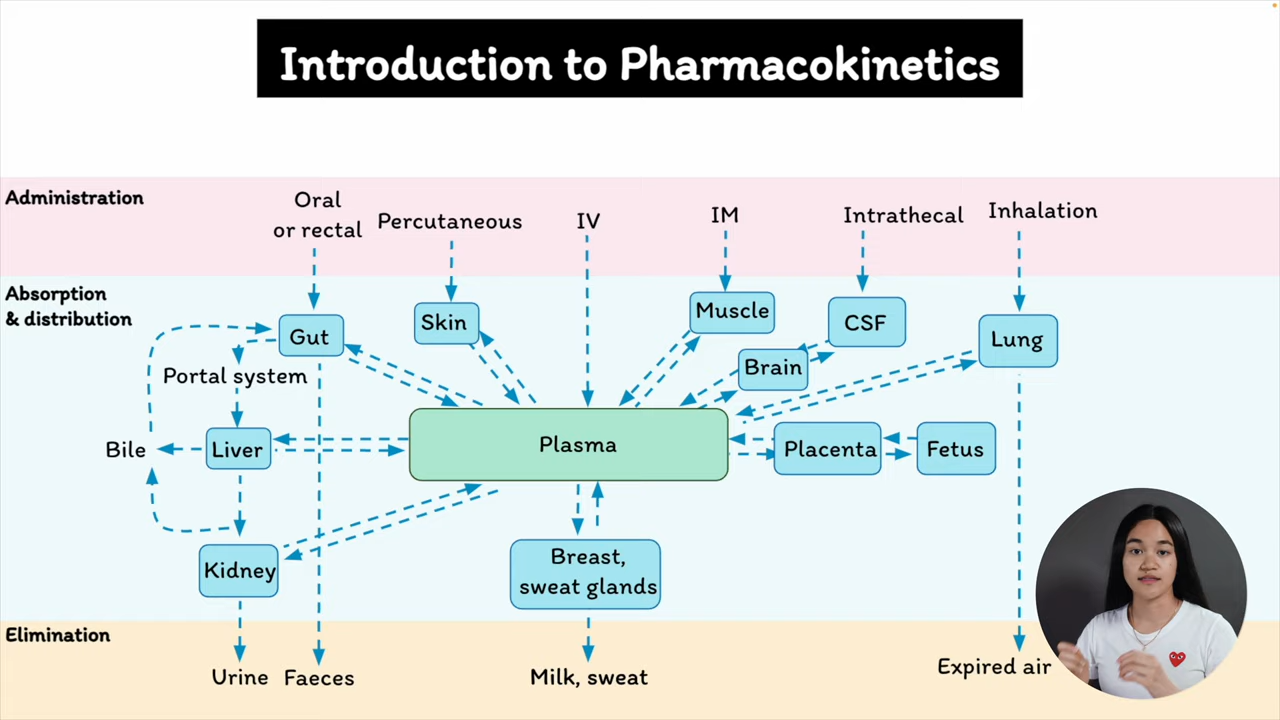 Introduction to Pharmacokinetics
Administration
Oral
or rectal
Percutaneous
IV
IM
Intrathecal
Inhalation
Absorption
& distribution
Gut
Skin
Muscle
CSF
Lung
Brain
Portal system
Bile
Liver
Plasma
Placenta
Fetus
Kidney
Breast,
sweat glands
Elimination
Urine
Faeces
Milk, sweat
Expired air